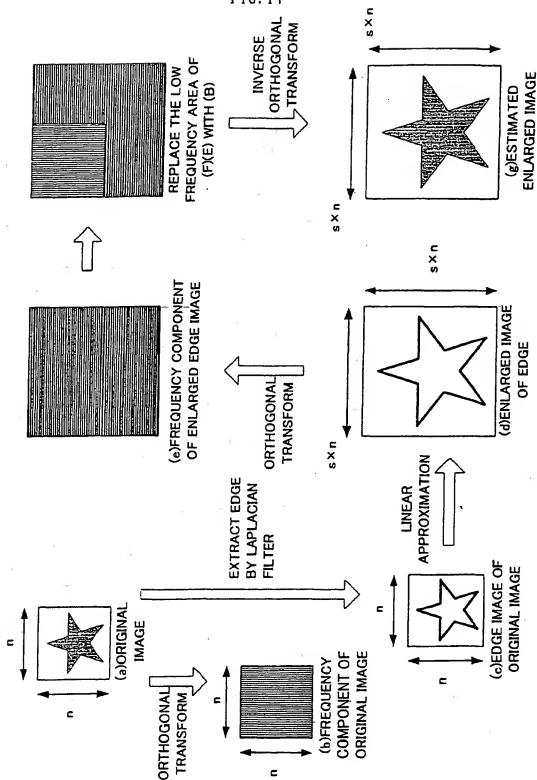 FIG. 14
n
n
(a)ORIGINAL
IMAGE
ORTHOGONAL
TRANSFORM
n
n
(b)FREQUENCY
COMPONENT OF
ORIGINAL IMAGE
EXTRACT EDGE
BY LAPLACIAN
FILTER
n
n
(c)EDGE IMAGE OF
ORIGINAL IMAGE
LINEAR
APPROXIMATION
s×n
s×n
(d)ENLARGED IMAGE
OF EDGE
ORTHOGONAL
TRANSFORM
(e)FREQUENCY COMPONENT
OF ENLARGED EDGE IMAGE
REPLACE THE LOW
FREQUENCY AREA OF
(F)(E) WITH (B)
INVERSE
ORTHOGONAL
TRANSFORM
s×n
s×n
(g)ESTIMATED
ENLARGED IMAGE